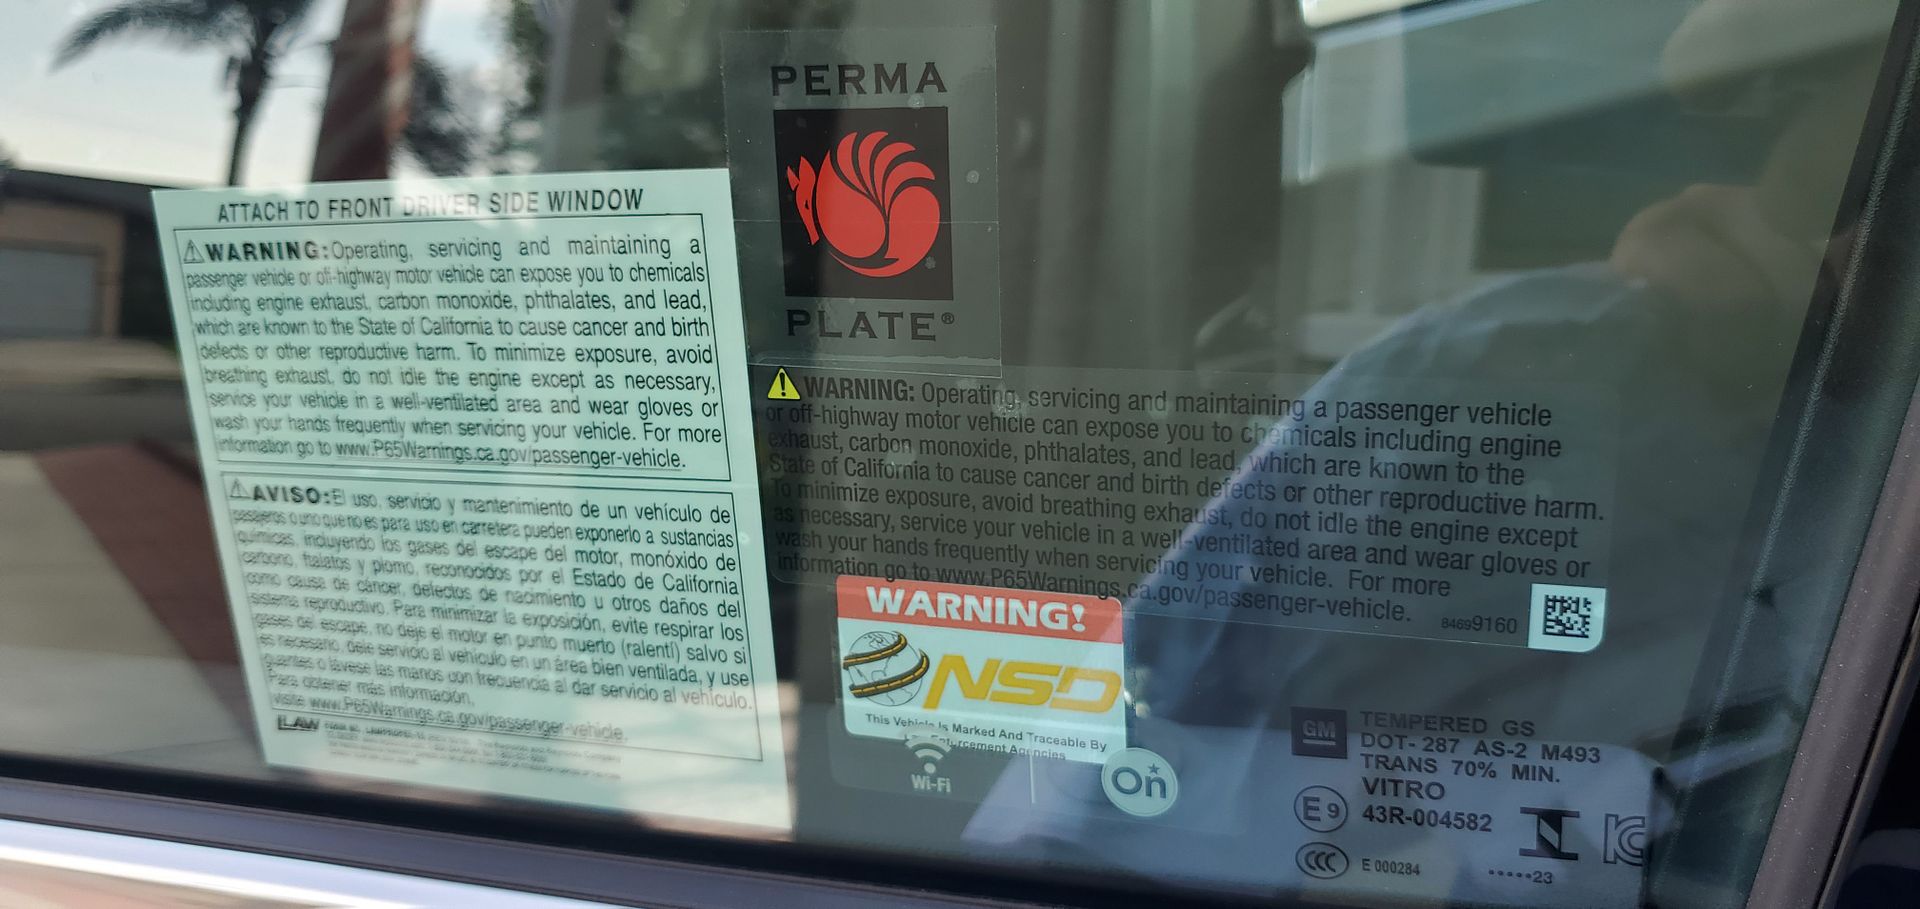 ATTACH TO FRONT DRIVER SIDE WINDOW
⚠WARNING: Operating, servicing and maintaining a
passenger vehicle or off-highway motor vehicle can expose you to chemicals
including engine exhaust, carbon monoxide, phthalates, and lead,
which are known to the State of California to cause cancer and birth
defects or other reproductive harm. To minimize exposure, avoid
breathing exhaust, do not idle the engine except as necessary,
service your vehicle in a well-ventilated area and wear gloves or
wash your hands frequently when servicing your vehicle. For more
information go to www.P65Warnings.ca.gov/passenger-vehicle.
⚠AVISO: El uso, servicio y mantenimiento de un vehículo de
pasajeros o uno que no es para uso en carretera pueden exponerlo a sustancias
químicas, incluyendo los gases del escape del motor, monóxido de
carbono, ftalatos y plomo, reconocidos por el Estado de California
como causa de cáncer, defectos de nacimiento u otros daños del
sistema reproductivo. Para minimizar la exposición, evite respirar los
gases del escape, no deje el motor en punto muerto (ralentí) salvo si
es necesario, dele servicio al vehículo en un área bien ventilada, y use
guantes o lávese las manos con frecuencia al dar servicio al vehículo.
Para obtener más información,
visite www.P65Warnings.ca.gov/passenger-vehicle.
LAW
PERMA
PLATE®
⚠ WARNING: Operating, servicing and maintaining a passenger vehicle
or off-highway motor vehicle can expose you to chemicals including engine
exhaust, carbon monoxide, phthalates, and lead, which are known to the
State of California to cause cancer and birth defects or other reproductive harm.
To minimize exposure, avoid breathing exhaust, do not idle the engine except
as necessary, service your vehicle in a well-ventilated area and wear gloves or
wash your hands frequently when servicing your vehicle. For more
information go to www.P65Warnings.ca.gov/passenger-vehicle.
84699160
WARNING!
NSD
This Vehicle Is Marked And Traceable By
Law Enforcement Agencies
Wi-Fi
On
GM
TEMPERED GS
DOT-287 AS-2 M493
TRANS 70% MIN.
VITRO
E9 43R-004582
CCC E 000284
•••••23